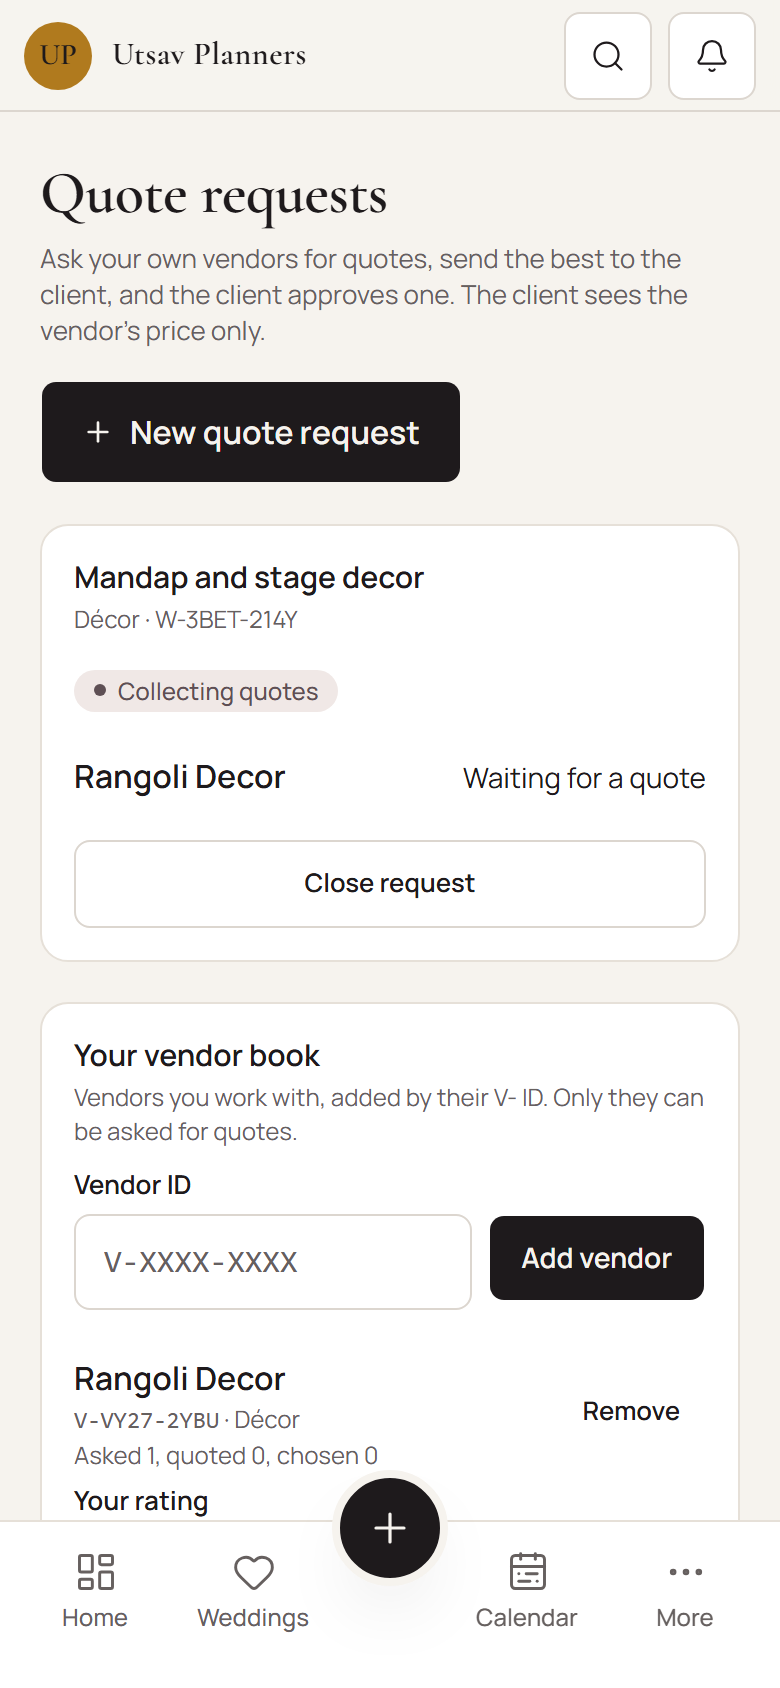 UP Utsav Planners
Quote requests
Ask your own vendors for quotes, send the best to the
client, and the client approves one. The client sees the
vendor’s price only.
+ New quote request
Mandap and stage decor
Décor · W-3BET-214Y
Collecting quotes
Rangoli Decor Waiting for a quote
Close request
Your vendor book
Vendors you work with, added by their V- ID. Only they can
be asked for quotes.
Vendor ID
V-XXXX-XXXX Add vendor
Rangoli Decor
V-VY27-2YBU · Décor Remove
Asked 1, quoted 0, chosen 0
Your rating
Home Weddings Calendar More